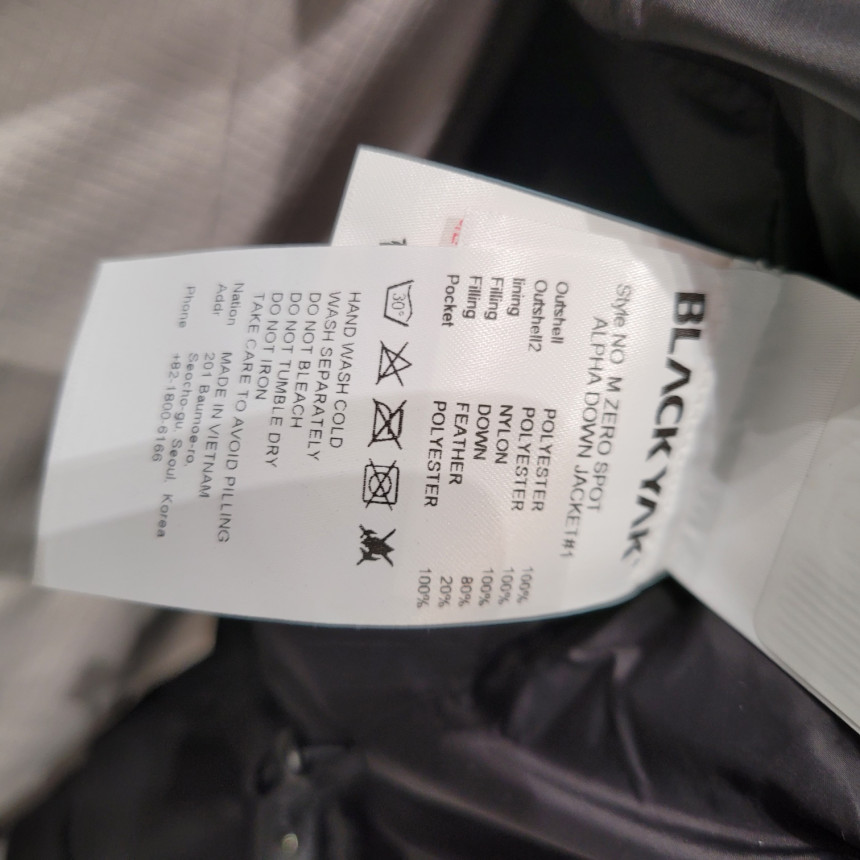 BLACKYAK
Style NO. M ZERO SPOT
ALPHA DOWN JACKET#1
Outshell POLYESTER 100%
Outshell2 POLYESTER 100%
lining NYLON 100%
Filling DOWN 80%
Filling FEATHER 20%
Pocket POLYESTER 100%
30°
HAND WASH COLD
WASH SEPARATELY
DO NOT BLEACH
DO NOT TUMBLE DRY
DO NOT IRON
TAKE CARE TO AVOID PILLING
Nation MADE IN VIETNAM
Addr 201 Baumoe-ro,
Seocho-gu, Seoul, Korea
Phone +82-1800-6166